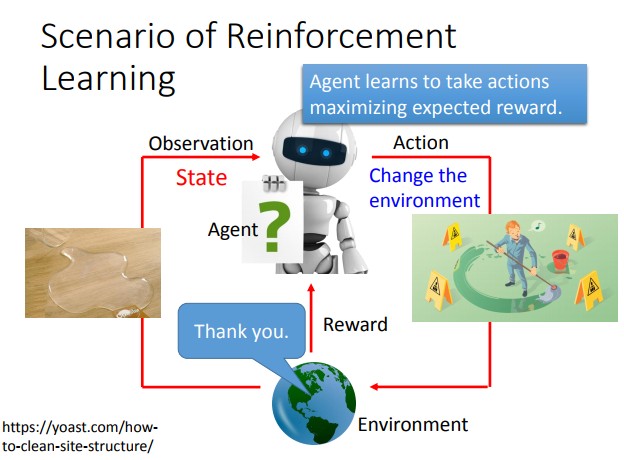 Scenario of Reinforcement
Learning
Agent learns to take actions
maximizing expected reward.
Observation
Action
State
Change the
environment
Agent
?
Thank you.
Reward
Environment
https://yoast.com/how-
to-clean-site-structure/